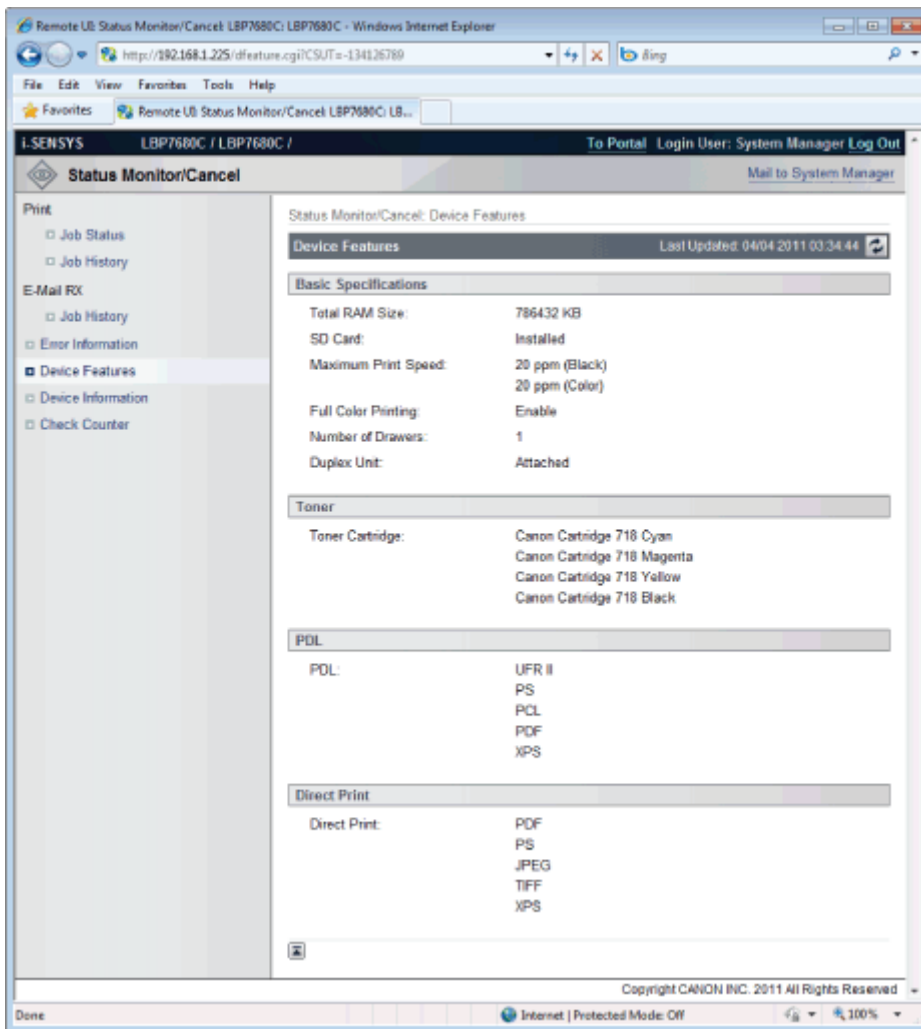 Remote UI: Status Monitor/Cancel: LBP7680C: LBP7680C - Windows Internet Explorer
http://192.168.1.225/dfeature.cgi?CSUT=-134126789
Bing
File Edit View Favorites Tools Help
Favorites Remote UI: Status Monitor/Cancel: LBP7680C: LB...
i-SENSYS LBP7680C / LBP7680C / To Portal Login User: System Manager Log Out
Status Monitor/Cancel Mail to System Manager
Print
Job Status
Job History
E-Mail RX
Job History
Error Information
Device Features
Device Information
Check Counter
Status Monitor/Cancel: Device Features
Device Features Last Updated: 04/04 2011 03:34:44
Basic Specifications
Total RAM Size: 786432 KB
SD Card: Installed
Maximum Print Speed: 20 ppm (Black)
20 ppm (Color)
Full Color Printing: Enable
Number of Drawers: 1
Duplex Unit: Attached
Toner
Toner Cartridge: Canon Cartridge 718 Cyan
Canon Cartridge 718 Magenta
Canon Cartridge 718 Yellow
Canon Cartridge 718 Black
PDL
PDL: UFR II
PS
PCL
PDF
XPS
Direct Print
Direct Print: PDF
PS
JPEG
TIFF
XPS
Copyright CANON INC. 2011 All Rights Reserved
Done Internet | Protected Mode: Off 100%